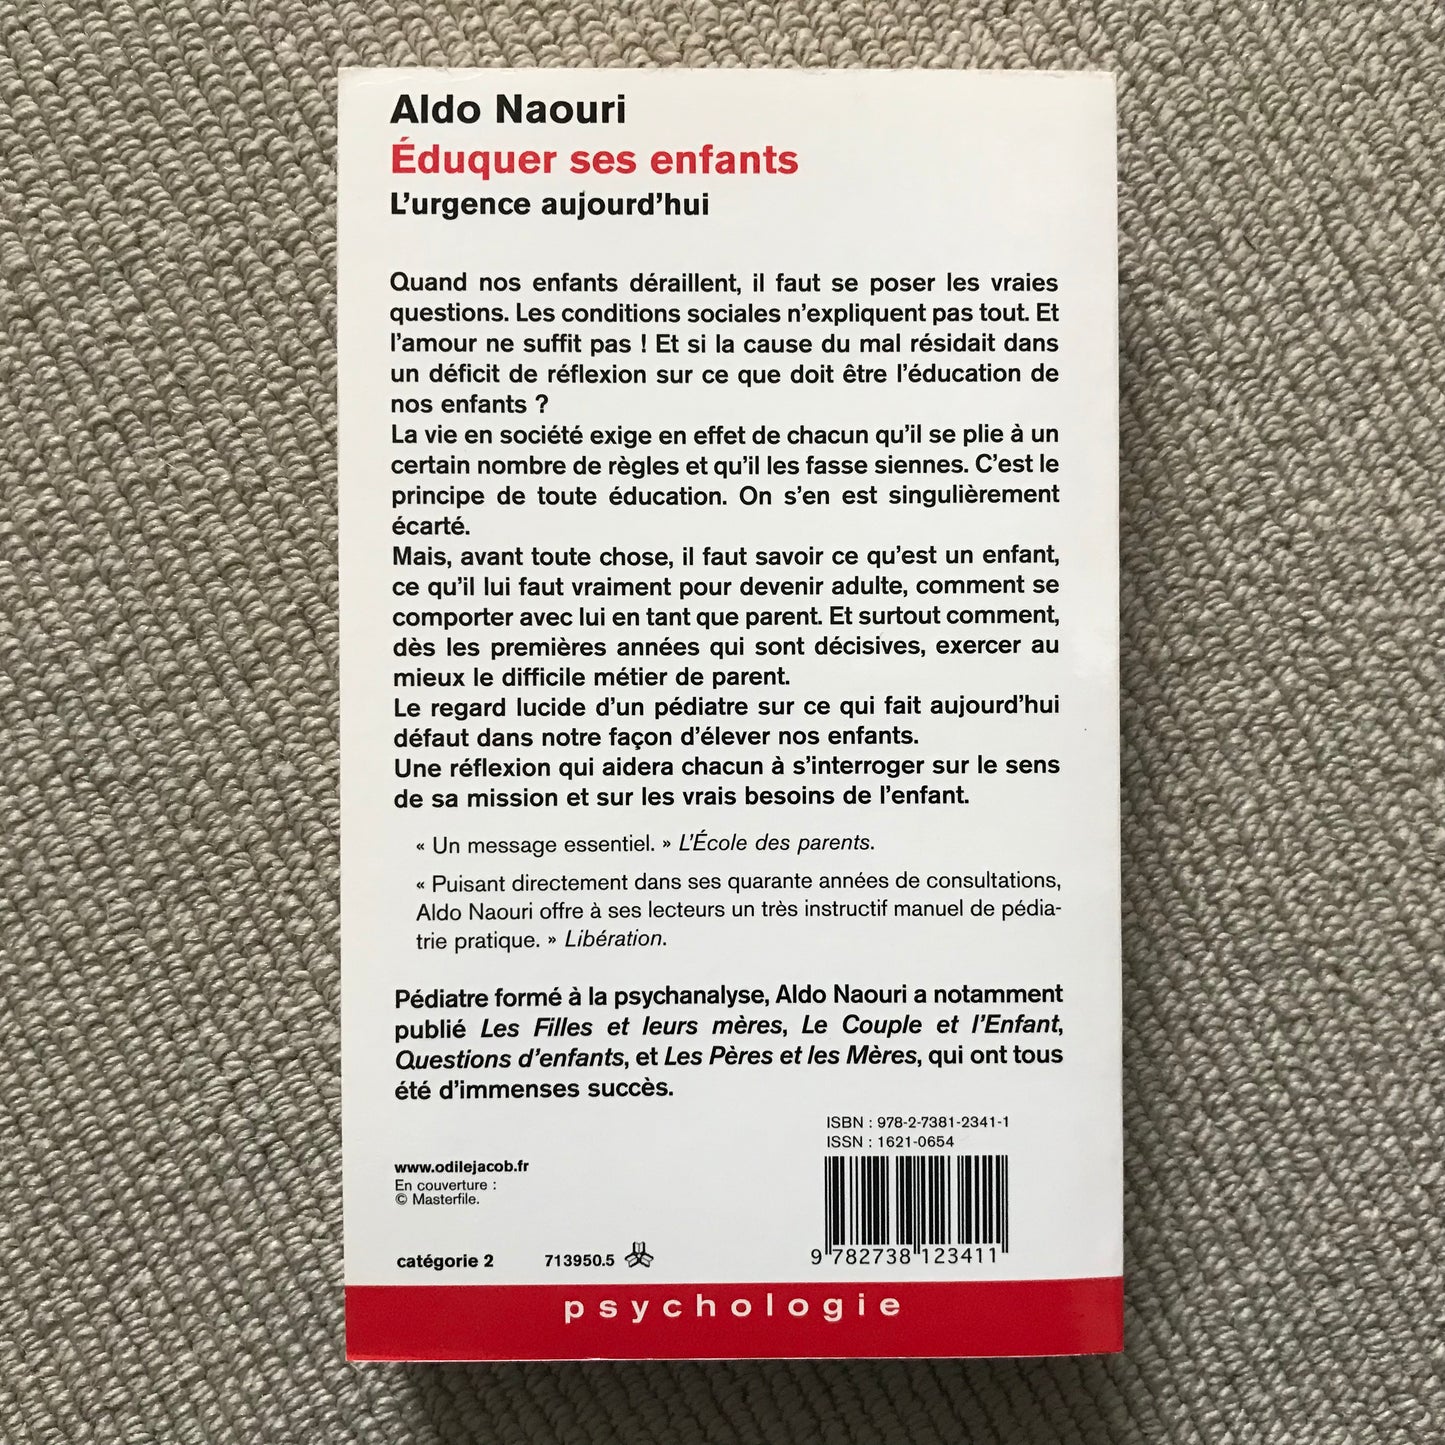 Aldo Naouri
Éduquer ses enfants
L'urgence aujourd'hui
Quand nos enfants déraillent, il faut se poser les vraies
questions. Les conditions sociales n'expliquent pas tout. Et
l'amour ne suffit pas ! Et si la cause du mal résidait dans
un déficit de réflexion sur ce que doit être l'éducation de
nos enfants ?
La vie en société exige en effet de chacun qu'il se plie à un
certain nombre de règles et qu'il les fasse siennes. C'est le
principe de toute éducation. On s'en est singulièrement
écarté.
Mais, avant toute chose, il faut savoir ce qu'est un enfant,
ce qu'il lui faut vraiment pour devenir adulte, comment se
comporter avec lui en tant que parent. Et surtout comment,
dès les premières années qui sont décisives, exercer au
mieux le difficile métier de parent.
Le regard lucide d'un pédiatre sur ce qui fait aujourd'hui
défaut dans notre façon d'élever nos enfants.
Une réflexion qui aidera chacun à s'interroger sur le sens
de sa mission et sur les vrais besoins de l'enfant.
« Un message essentiel. » L'École des parents.
« Puisant directement dans ses quarante années de consultations,
Aldo Naouri offre à ses lecteurs un très instructif manuel de pédia-
trie pratique. » Libération.
Pédiatre formé à la psychanalyse, Aldo Naouri a notamment
publié Les Filles et leurs mères, Le Couple et l'Enfant,
Questions d'enfants, et Les Pères et les Mères, qui ont tous
été d'immenses succès.
ISBN : 978-2-7381-2341-1
ISSN : 1621-0654
www.odilejacob.fr
En couverture :
© Masterfile.
catégorie 2 713950.5
9 782738 123411
psychologie